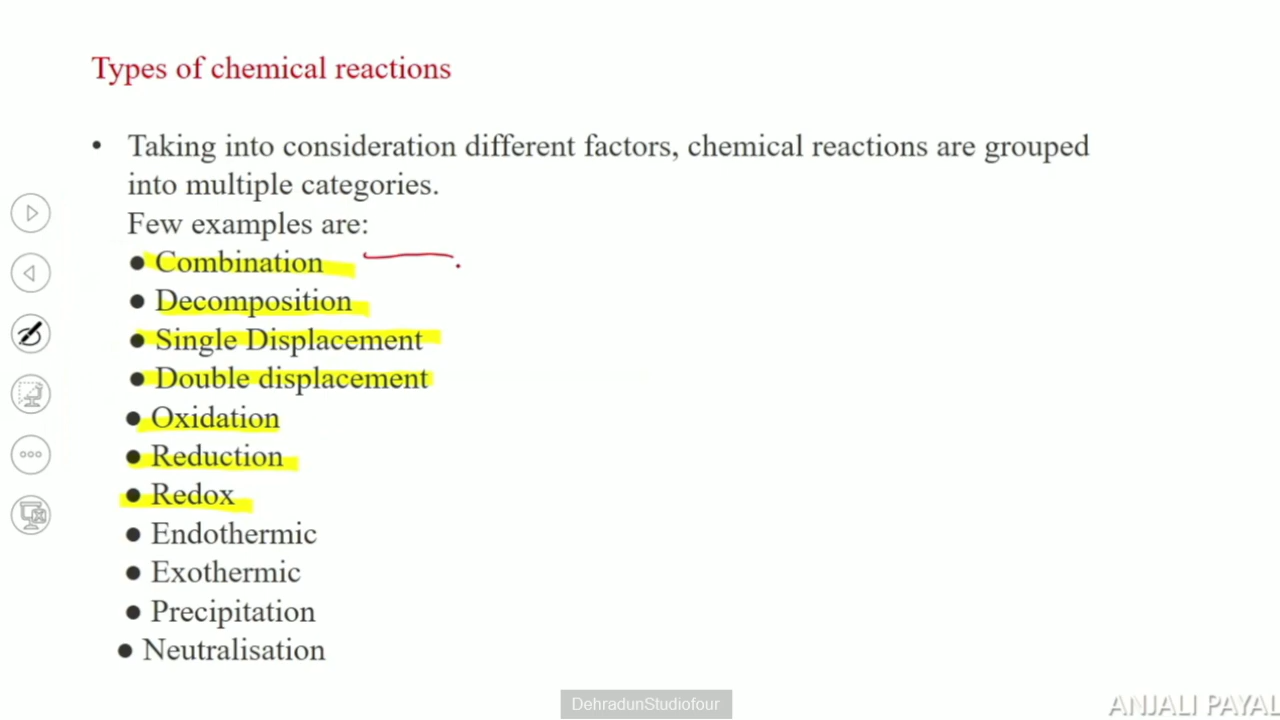 Types of chemical reactions
• Taking into consideration different factors, chemical reactions are grouped
into multiple categories.
Few examples are:
● Combination
● Decomposition
● Single Displacement
● Double displacement
● Oxidation
● Reduction
● Redox
● Endothermic
● Exothermic
● Precipitation
● Neutralisation
DehradunStudiofour
ANJALI PAYAL